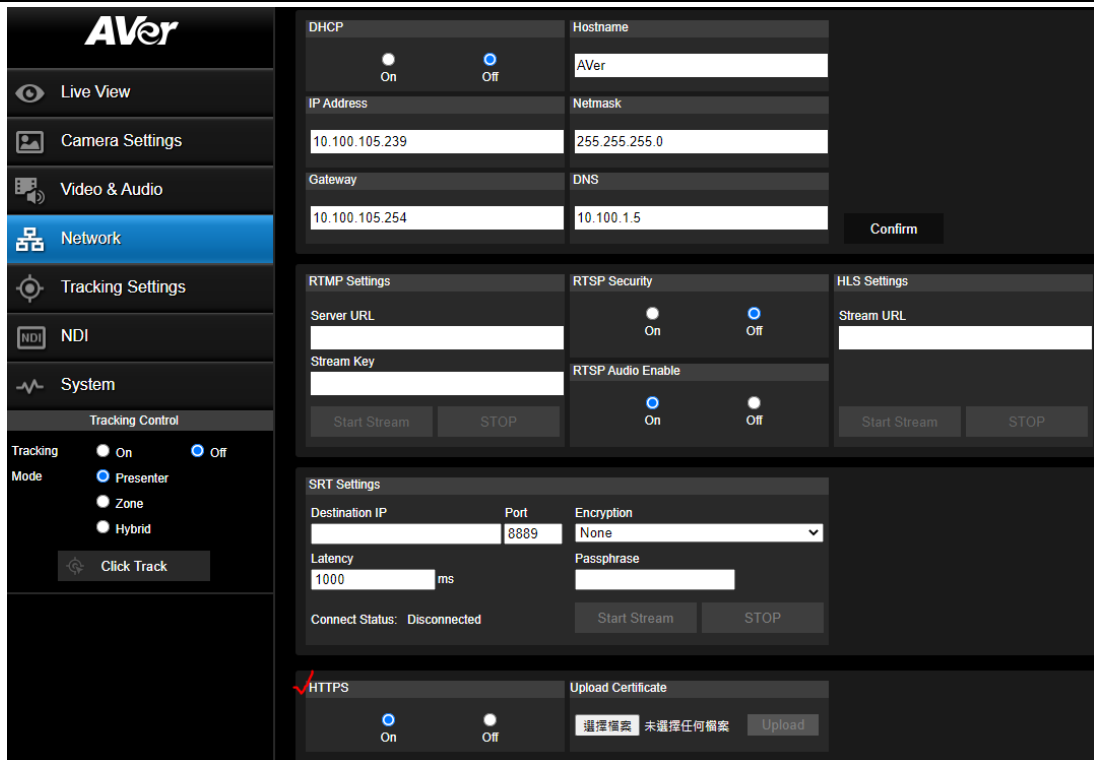 AVer
Live View
Camera Settings
Video & Audio
Network
Tracking Settings
NDI
NDI
System
Tracking Control
Tracking
On
Off
Mode
Presenter
Zone
Hybrid
Click Track
DHCP
On
Off
Hostname
AVer
IP Address
10.100.105.239
Netmask
255.255.255.0
Gateway
10.100.105.254
DNS
10.100.1.5
Confirm
RTMP Settings
Server URL
Stream Key
Start Stream
STOP
RTSP Security
On
Off
RTSP Audio Enable
On
Off
HLS Settings
Stream URL
Start Stream
STOP
SRT Settings
Destination IP
Port
8889
Encryption
None
Latency
1000
ms
Passphrase
Connect Status: Disconnected
Start Stream
STOP
HTTPS
On
Off
Upload Certificate
選擇檔案
未選擇任何檔案
Upload